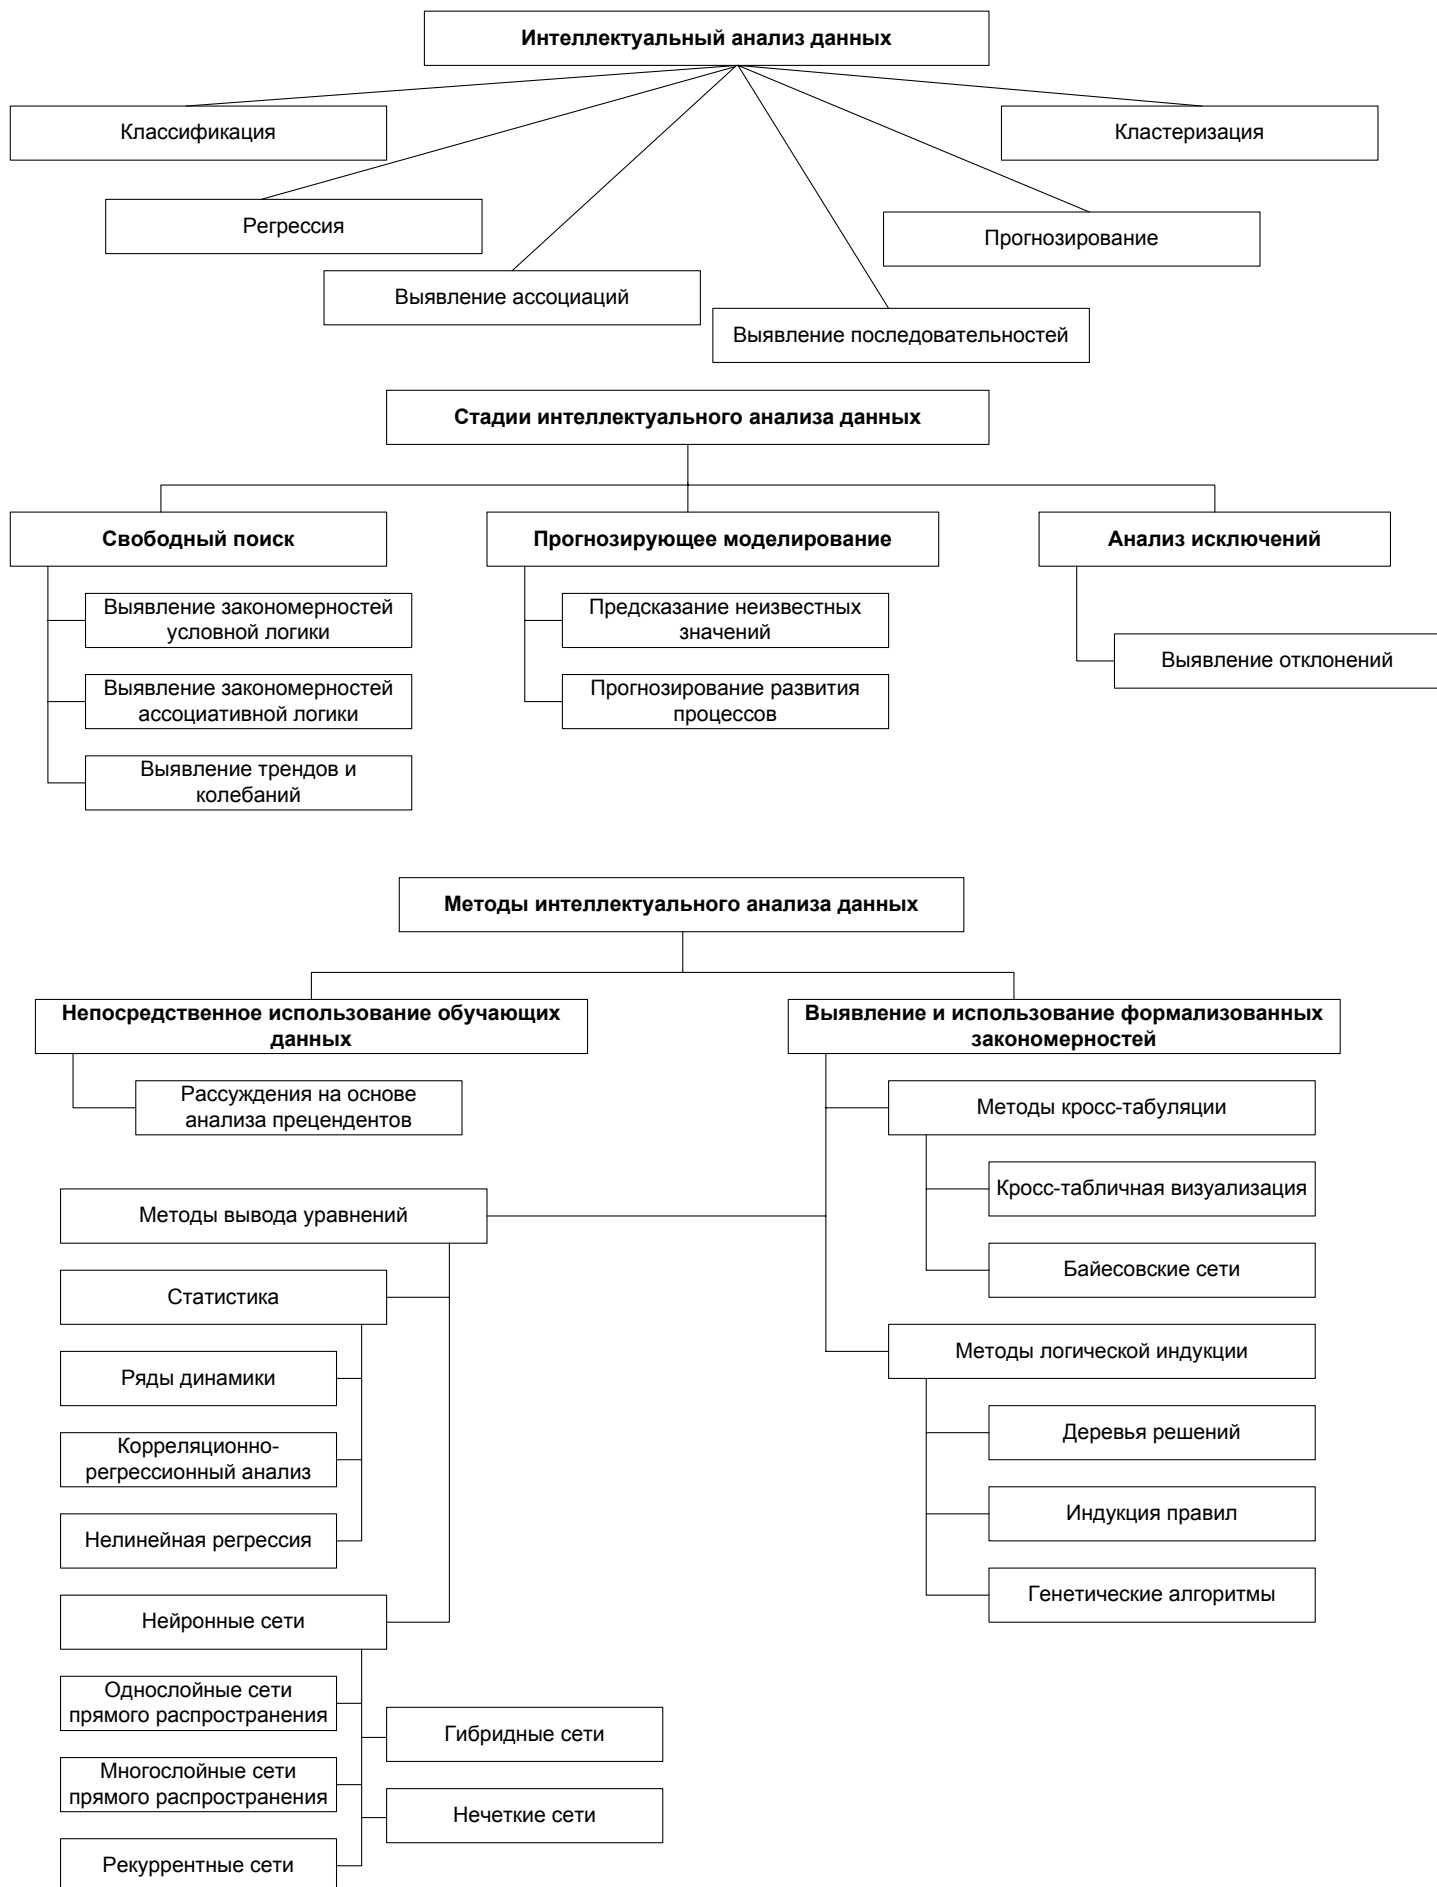 Интеллектуальный анализ данных
Классификация
Кластеризация
Регрессия
Прогнозирование
Выявление ассоциаций
Выявление последовательностей
Стадии интеллектуального анализа данных
Свободный поиск
Прогнозирующее моделирование
Анализ исключений
Выявление закономерностей
условной логики
Выявление закономерностей
ассоциативной логики
Выявление трендов и
колебаний
Предсказание неизвестных
значений
Прогнозирование развития
процессов
Выявление отклонений
Методы интеллектуального анализа данных
Непосредственное использование обучающих
данных
Рассуждения на основе
анализа прецендентов
Выявление и использование формализованных
закономерностей
Методы кросс-табуляции
Кросс-табличная визуализация
Байесовские сети
Методы логической индукции
Деревья решений
Индукция правил
Генетические алгоритмы
Методы вывода уравнений
Статистика
Ряды динамики
Корреляционно-
регрессионный анализ
Нелинейная регрессия
Нейронные сети
Однослойные сети
прямого распространения
Многослойные сети
прямого распространения
Рекуррентные сети
Гибридные сети
Нечеткие сети